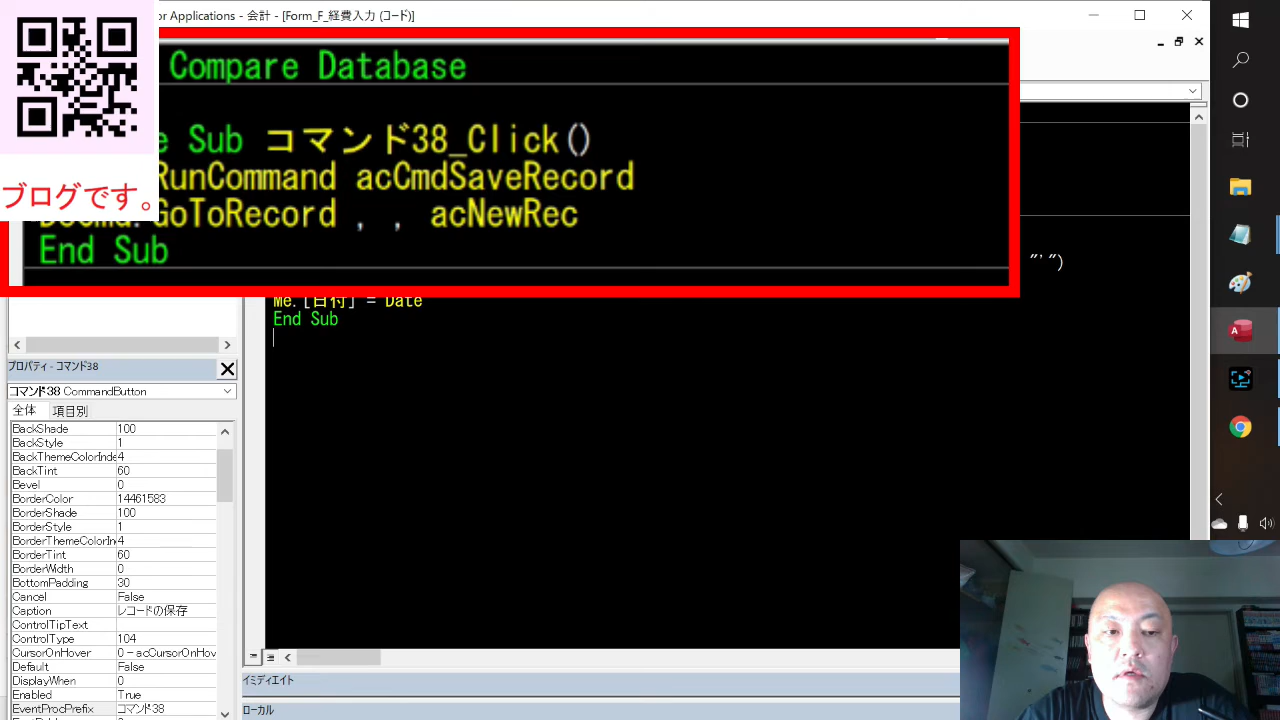 or Applications - 会計 - [Form_F_経費入力 (コード)]
Compare Database
e Sub コマンド38_Click()
RunCommand acCmdSaveRecord
GoToRecord , , acNewRec
End Sub
ブログです。
"'")
Me.[日付] = Date
End Sub
プロパティ - コマンド38
コマンド38 CommandButton
全体 項目別
BackShade 100
BackStyle 1
BackThemeColorInde 4
BackTint 60
Bevel 0
BorderColor 14461583
BorderShade 100
BorderStyle 1
BorderThemeColorIn 4
BorderTint 60
BorderWidth 0
BottomPadding 30
Cancel False
Caption レコードの保存
ControlTipText
ControlType 104
CursorOnHover 0 - acCursorOnHov
Default False
DisplayWhen 0
Enabled True
EventProcPrefix コマンド38
イミディエイト
ローカル